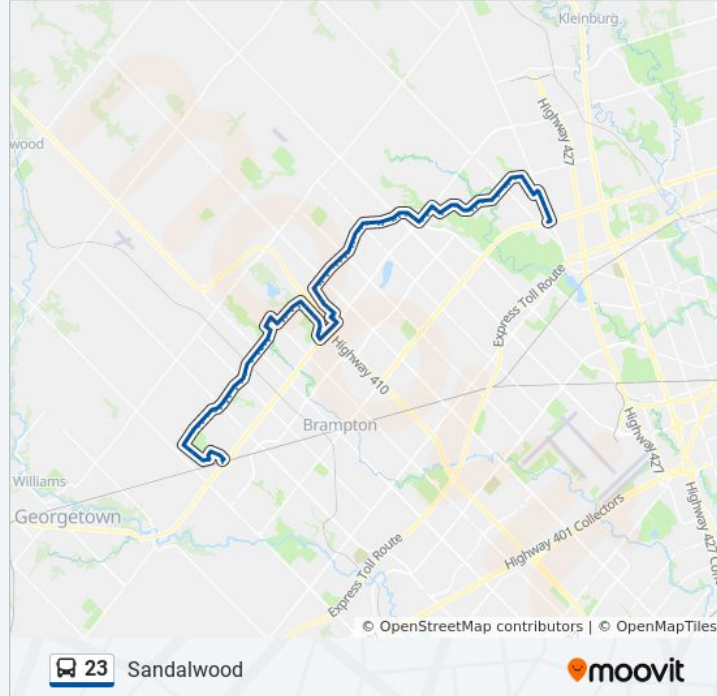 Kleinburg
wood
Highway 427
Express Toll Route
Highway 410
Brampton
Highway 427
Williams
Georgetown
Highway 401 Collectors
Highway 427 Com
Express Toll Route
© OpenStreetMap contributors | © OpenMapTiles
23 Sandalwood
moovit